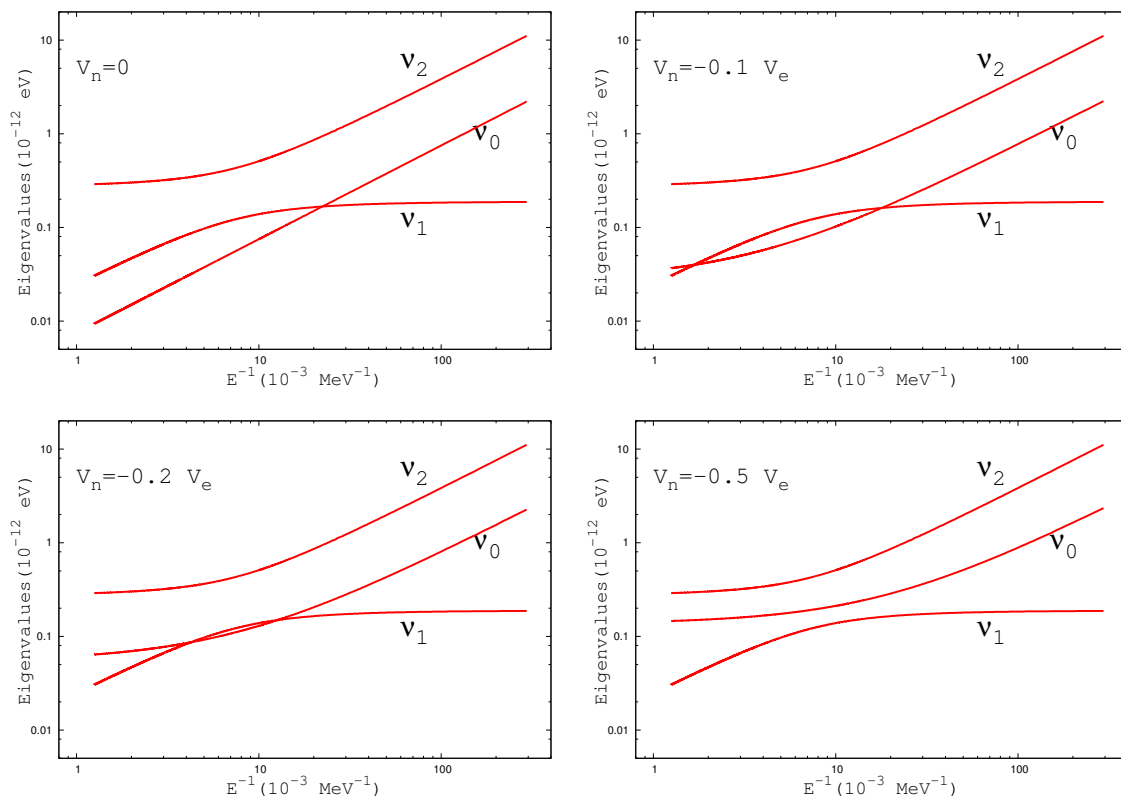 V_n=0
ν_2
ν_0
ν_1
10
1
0.1
0.01
Eigenvalues(10^-12 eV)
1
10
100
E^-1(10^-3 MeV^-1)
V_n=-0.1 V_e
ν_2
ν_0
ν_1
10
1
0.1
0.01
Eigenvalues(10^-12 eV)
1
10
100
E^-1(10^-3 MeV^-1)
V_n=-0.2 V_e
ν_2
ν_0
ν_1
10
1
0.1
0.01
Eigenvalues(10^-12 eV)
1
10
100
E^-1(10^-3 MeV^-1)
V_n=-0.5 V_e
ν_2
ν_0
ν_1
10
1
0.1
0.01
Eigenvalues(10^-12 eV)
1
10
100
E^-1(10^-3 MeV^-1)